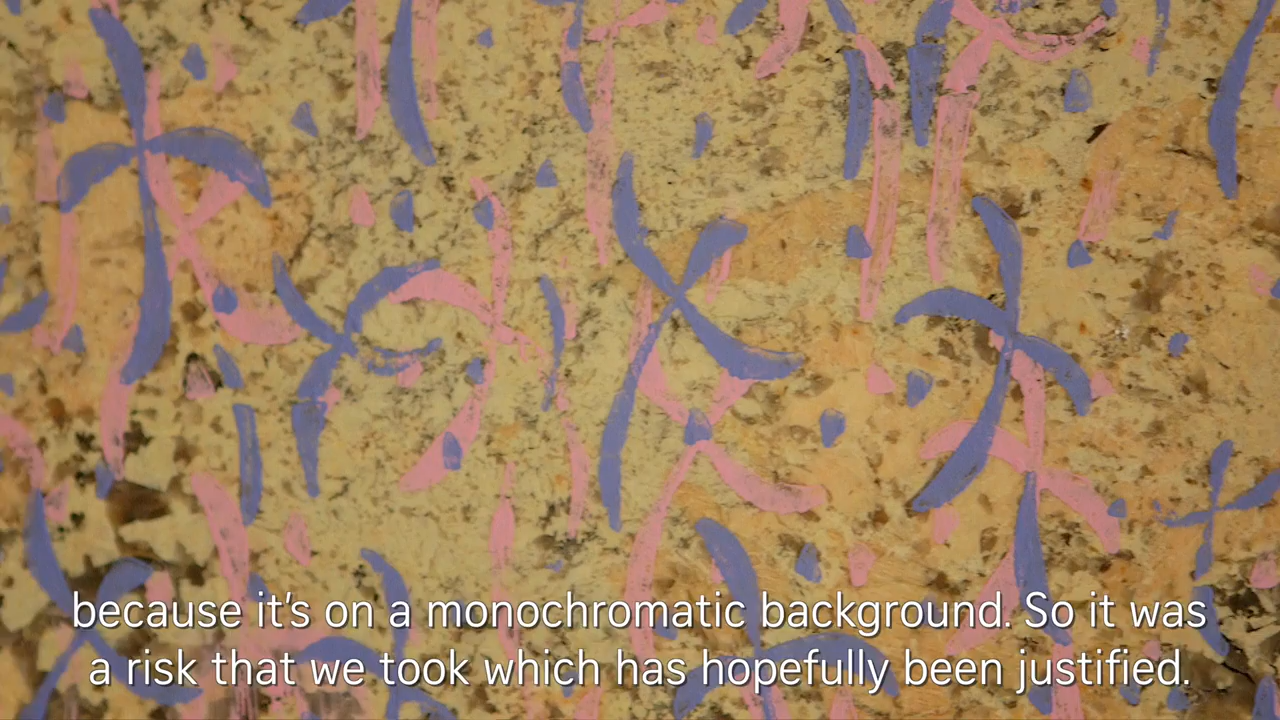 because it's on a monochromatic background. So it was
a risk that we took which has hopefully been justified.